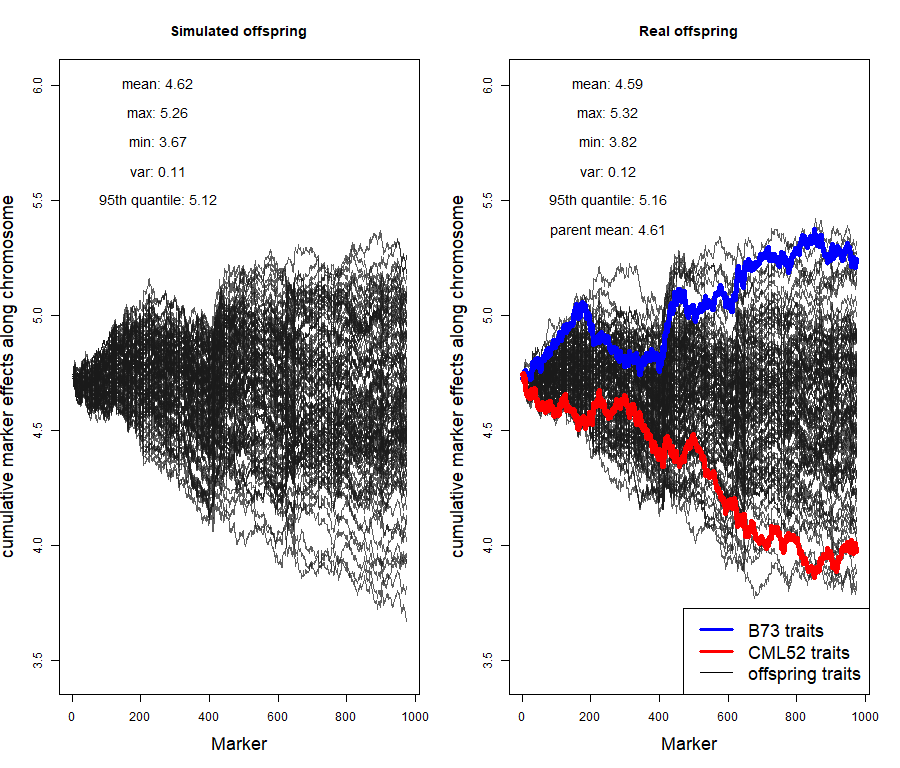 Simulated offspring
mean: 4.62
max: 5.26
min: 3.67
var: 0.11
95th quantile: 5.12
cumulative marker effects along chromosome
6.0
5.5
5.0
4.5
4.0
3.5
0 200 400 600 800 1000
Marker
Real offspring
mean: 4.59
max: 5.32
min: 3.82
var: 0.12
95th quantile: 5.16
parent mean: 4.61
cumulative marker effects along chromosome
6.0
5.5
5.0
4.5
4.0
3.5
B73 traits
CML52 traits
offspring traits
0 200 400 600 800 1000
Marker